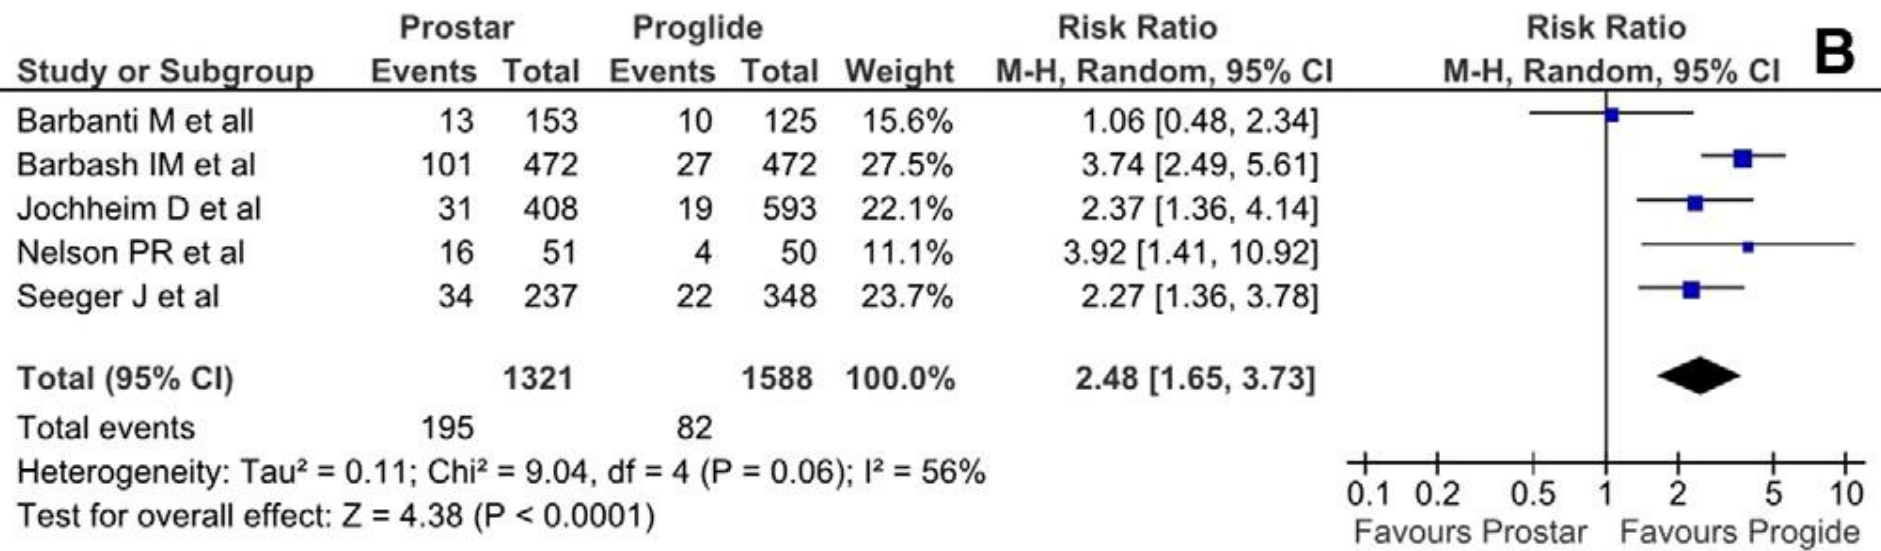 Prostar Proglide Risk Ratio Risk Ratio B
Study or Subgroup Events Total Events Total Weight M-H, Random, 95% CI M-H, Random, 95% CI
Barbanti M et all 13 153 10 125 15.6% 1.06 [0.48, 2.34]
Barbash IM et al 101 472 27 472 27.5% 3.74 [2.49, 5.61]
Jochheim D et al 31 408 19 593 22.1% 2.37 [1.36, 4.14]
Nelson PR et al 16 51 4 50 11.1% 3.92 [1.41, 10.92]
Seeger J et al 34 237 22 348 23.7% 2.27 [1.36, 3.78]
Total (95% CI) 1321 1588 100.0% 2.48 [1.65, 3.73]
Total events 195 82
Heterogeneity: Tau² = 0.11; Chi² = 9.04, df = 4 (P = 0.06); I² = 56%
Test for overall effect: Z = 4.38 (P < 0.0001)
0.1 0.2 0.5 1 2 5 10
Favours Prostar Favours Progide